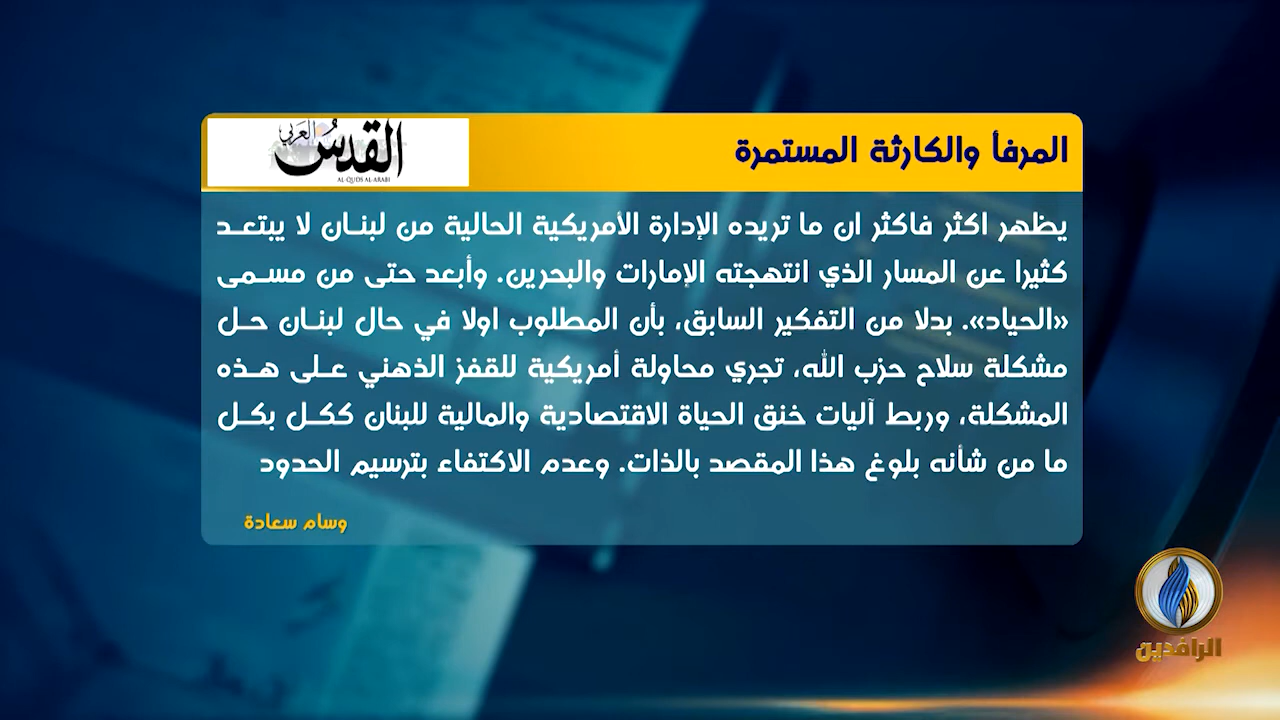 المرفأ والكارثة المستمرة
القدس العربي
AL-QUDS AL-ARABI
يظهر اكثر فاكثر ان ما تريده الإدارة الأمريكية الحالية من لبنان لا يبتعد
كثيرا عن المسار الذي انتهجته الإمارات والبحرين. وأبعد حتى من مسمى
«الحياد». بدلا من التفكير السابق، بأن المطلوب اولا في حال لبنان حل
مشكلة سلاح حزب الله، تجري محاولة أمريكية للقفز الذهني على هذه
المشكلة، وربط آليات خنق الحياة الاقتصادية والمالية للبنان ككل بكل
ما من شأنه بلوغ هذا المقصد بالذات. وعدم الاكتفاء بترسيم الحدود
وسام سعادة
الرافدين